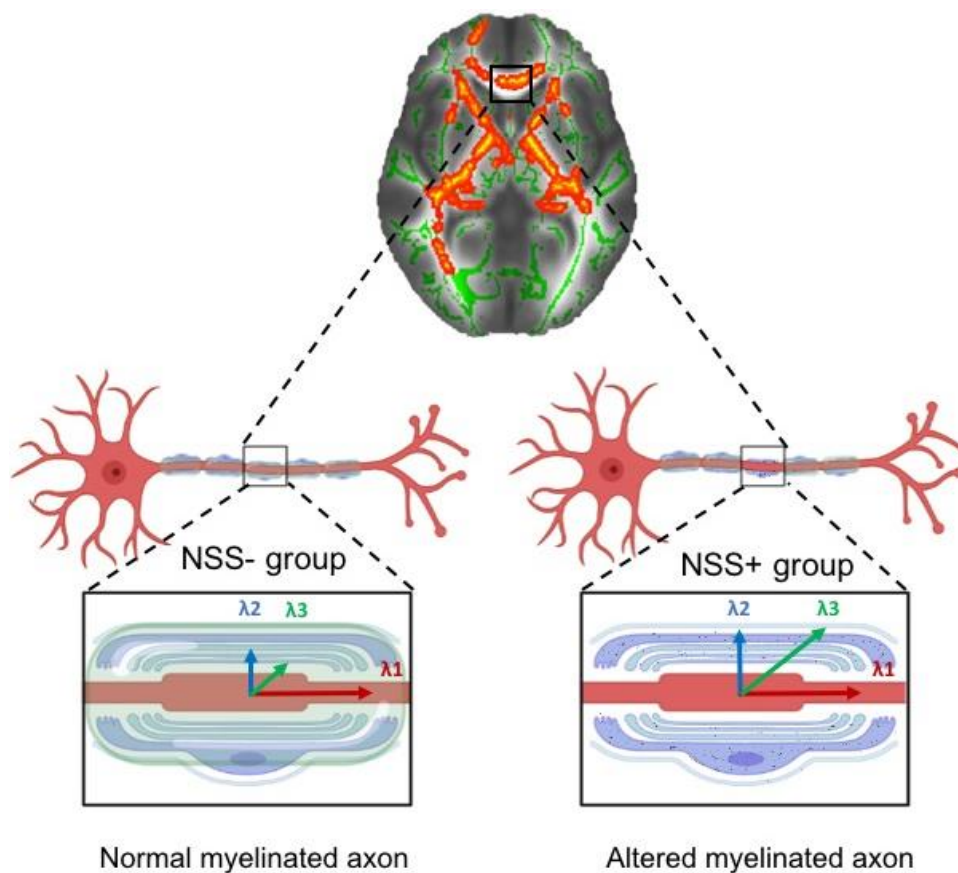 NSS- group
NSS+ group
λ2
λ3
λ1
λ2
λ3
λ1
Normal myelinated axon
Altered myelinated axon